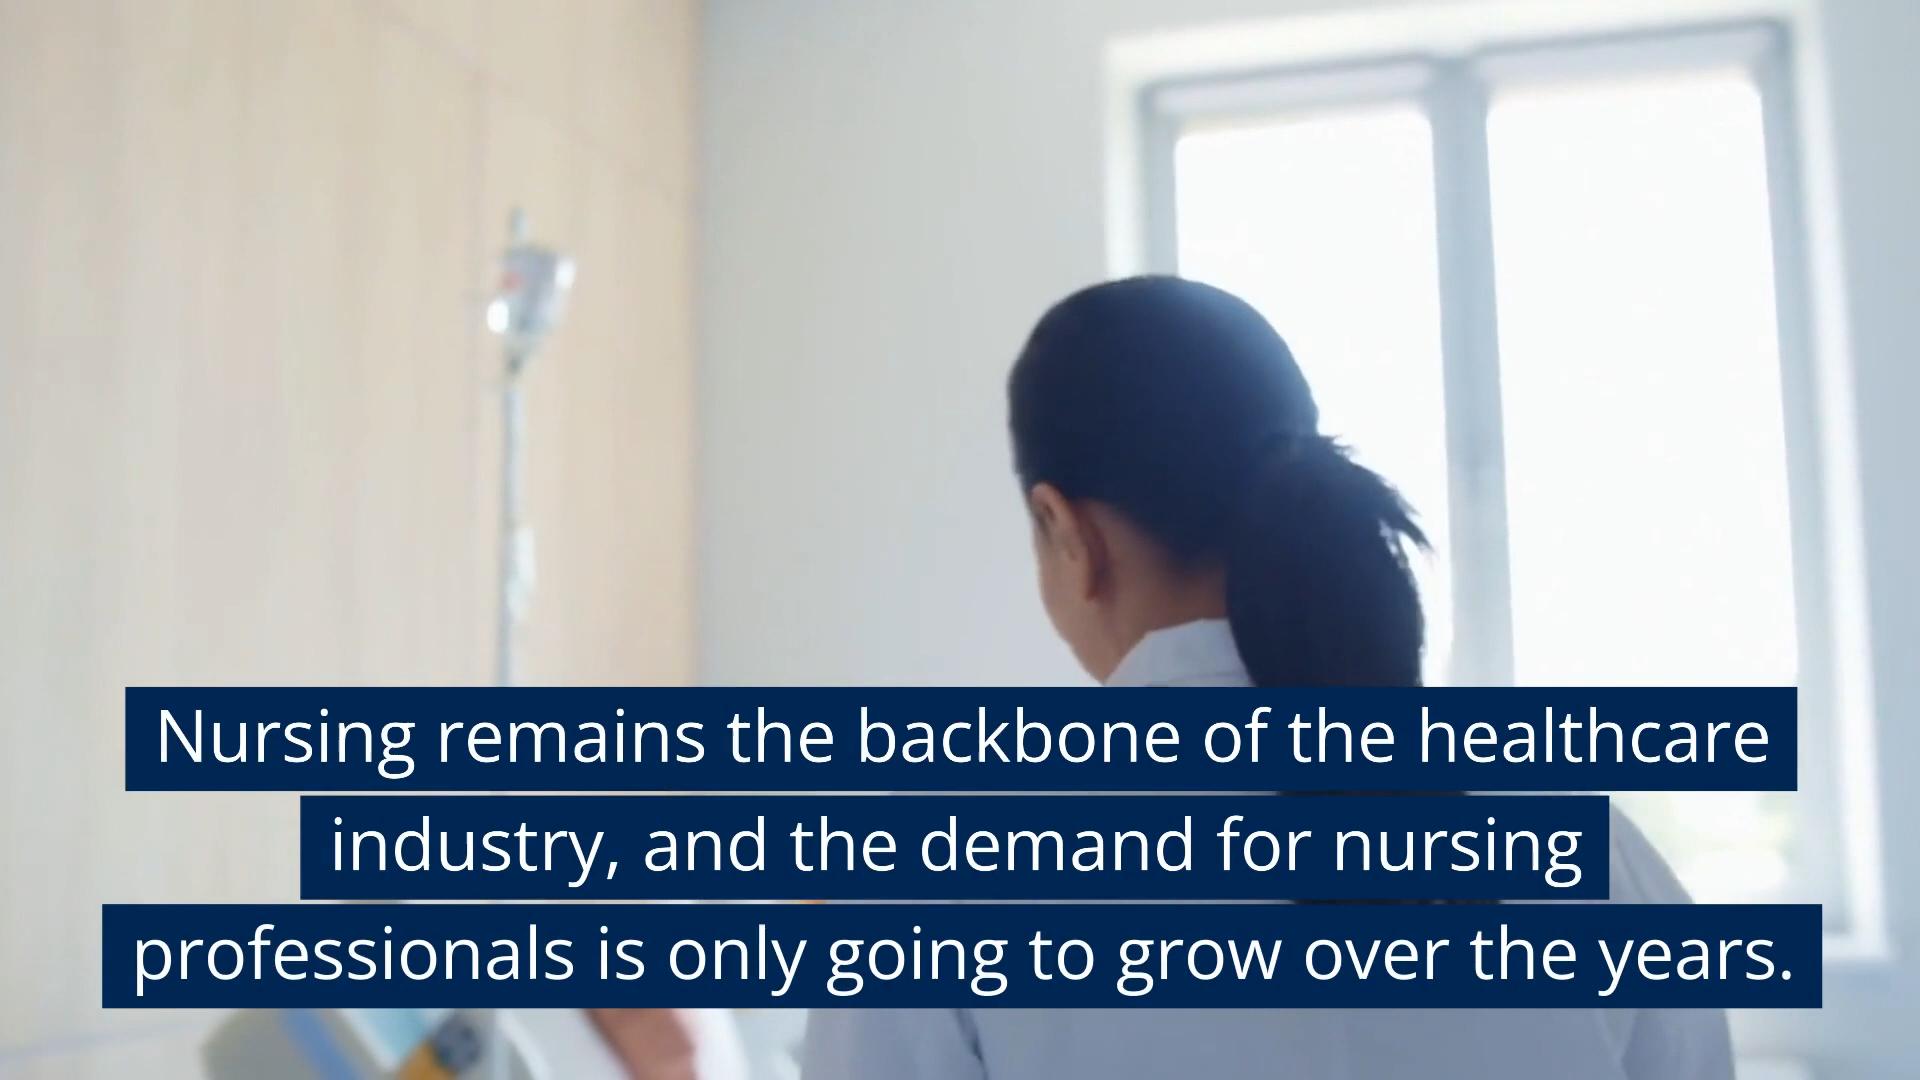 Nursing remains the backbone of the healthcare
industry, and the demand for nursing
professionals is only going to grow over the years.